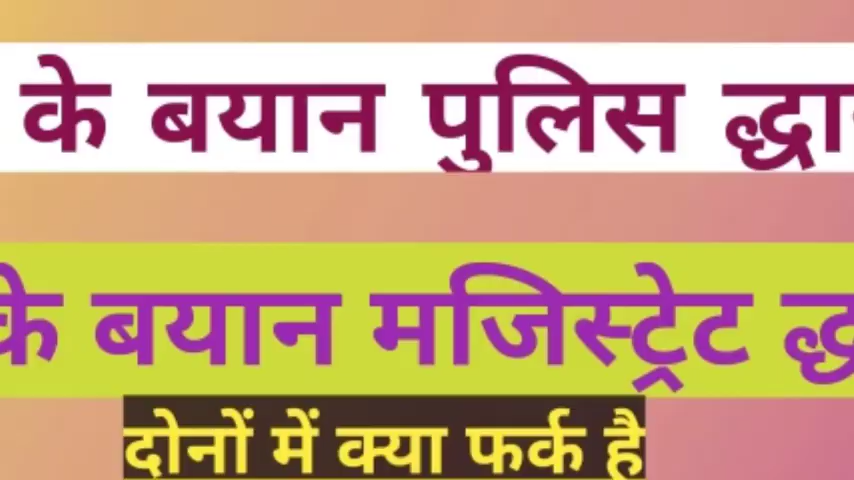 के बयान पुलिस
के बयान मजिस्ट्रेट
दोनों में क्या फर्क है